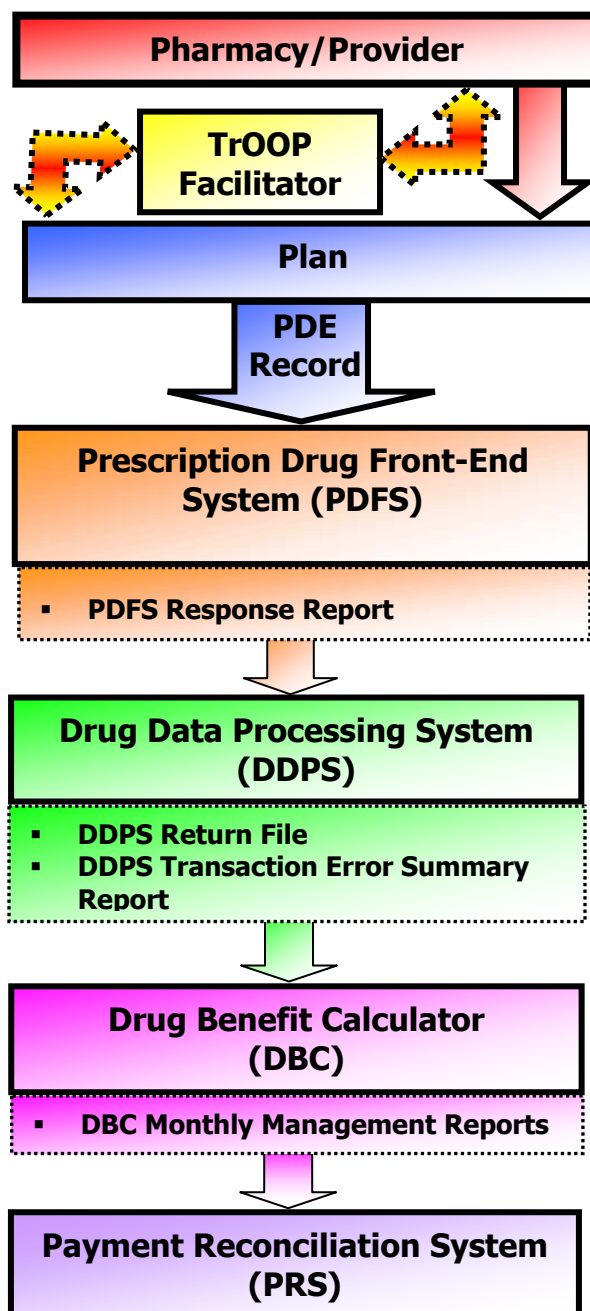 Pharmacy/Provider
TrOOP
Facilitator
Plan
PDE
Record
Prescription Drug Front-End
System (PDFS)
▪ PDFS Response Report
Drug Data Processing System
(DDPS)
▪ DDPS Return File
▪ DDPS Transaction Error Summary
Report
Drug Benefit Calculator
(DBC)
▪ DBC Monthly Management Reports
Payment Reconciliation System
(PRS)